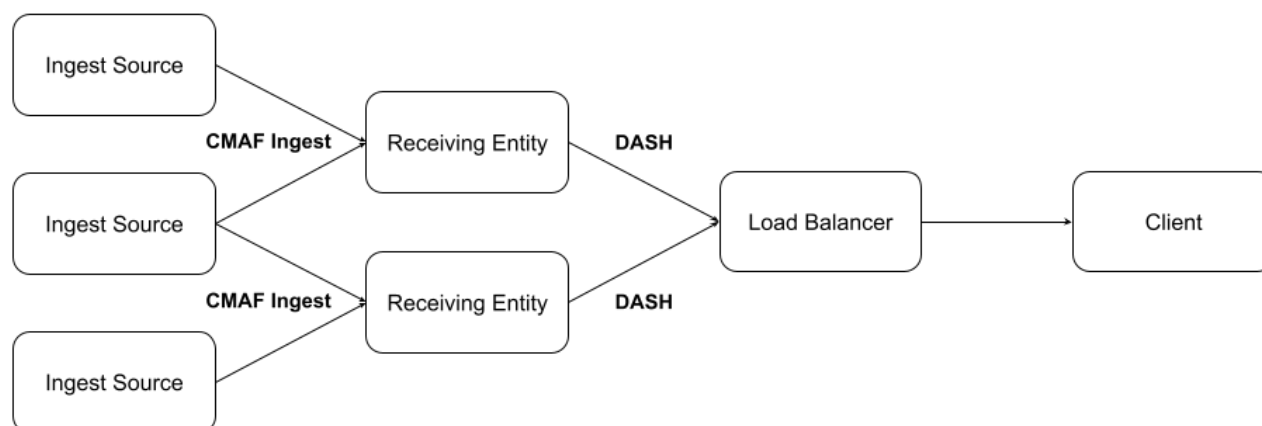 Ingest Source
CMAF Ingest
Receiving Entity
DASH
Ingest Source
Load Balancer
Client
CMAF Ingest
Receiving Entity
DASH
Ingest Source